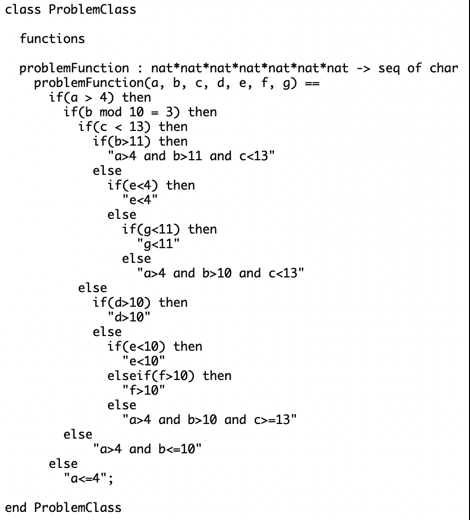 class ProblemClass
functions
problemFunction : nat*nat*nat*nat*nat*nat*nat -> seq of char
problemFunction(a, b, c, d, e, f, g) ==
if(a > 4) then
if(b mod 10 = 3) then
if(c < 13) then
if(b>11) then
"a>4 and b>11 and c<13"
else
if(e<4) then
"e<4"
else
if(g<11) then
"g<11"
else
"a>4 and b>10 and c<13"
else
if(d>10) then
"d>10"
else
if(e<10) then
"e<10"
elseif(f>10) then
"f>10"
else
"a>4 and b>10 and c>=13"
else
"a>4 and b<=10"
else
"a<=4";
end ProblemClass